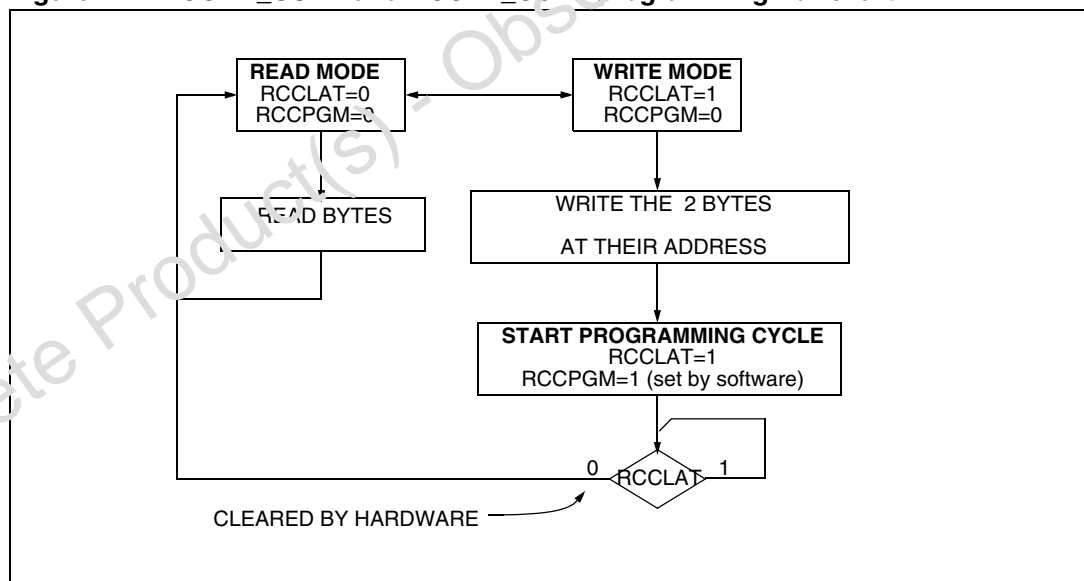 READ MODE
RCCLAT=0
RCCPGM=0
WRITE MODE
RCCLAT=1
RCCPGM=0
READ BYTES
WRITE THE 2 BYTES
AT THEIR ADDRESS
START PROGRAMMING CYCLE
RCCLAT=1
RCCPGM=1 (set by software)
0
RCCLAT
1
CLEARED BY HARDWARE
Product(s) -